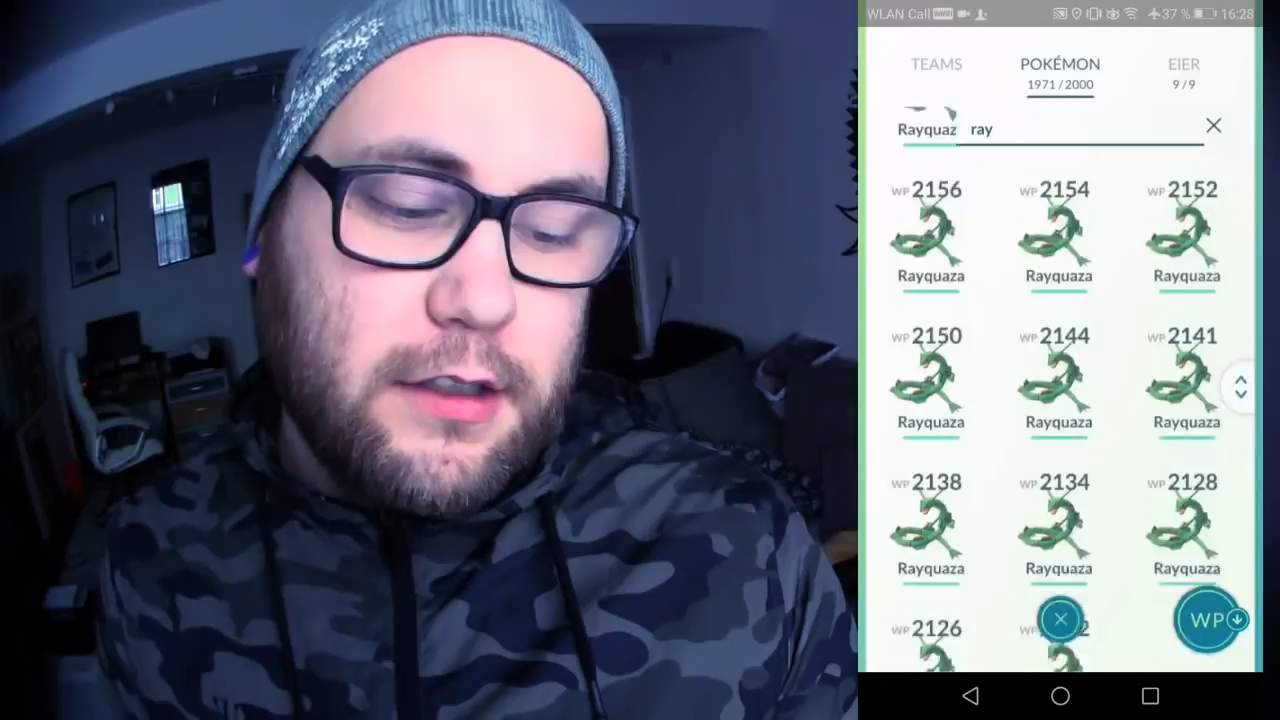 WLAN Call 37 % 16:28
TEAMS POKÉMON EIER
1971 / 2000 9 / 9
Rayquaz ray
WP 2156 WP 2154 WP 2152
Rayquaza Rayquaza Rayquaza
WP 2150 WP 2144 WP 2141
Rayquaza Rayquaza Rayquaza
WP 2138 WP 2134 WP 2128
Rayquaza Rayquaza Rayquaza
WP 2126 WP 2
WP